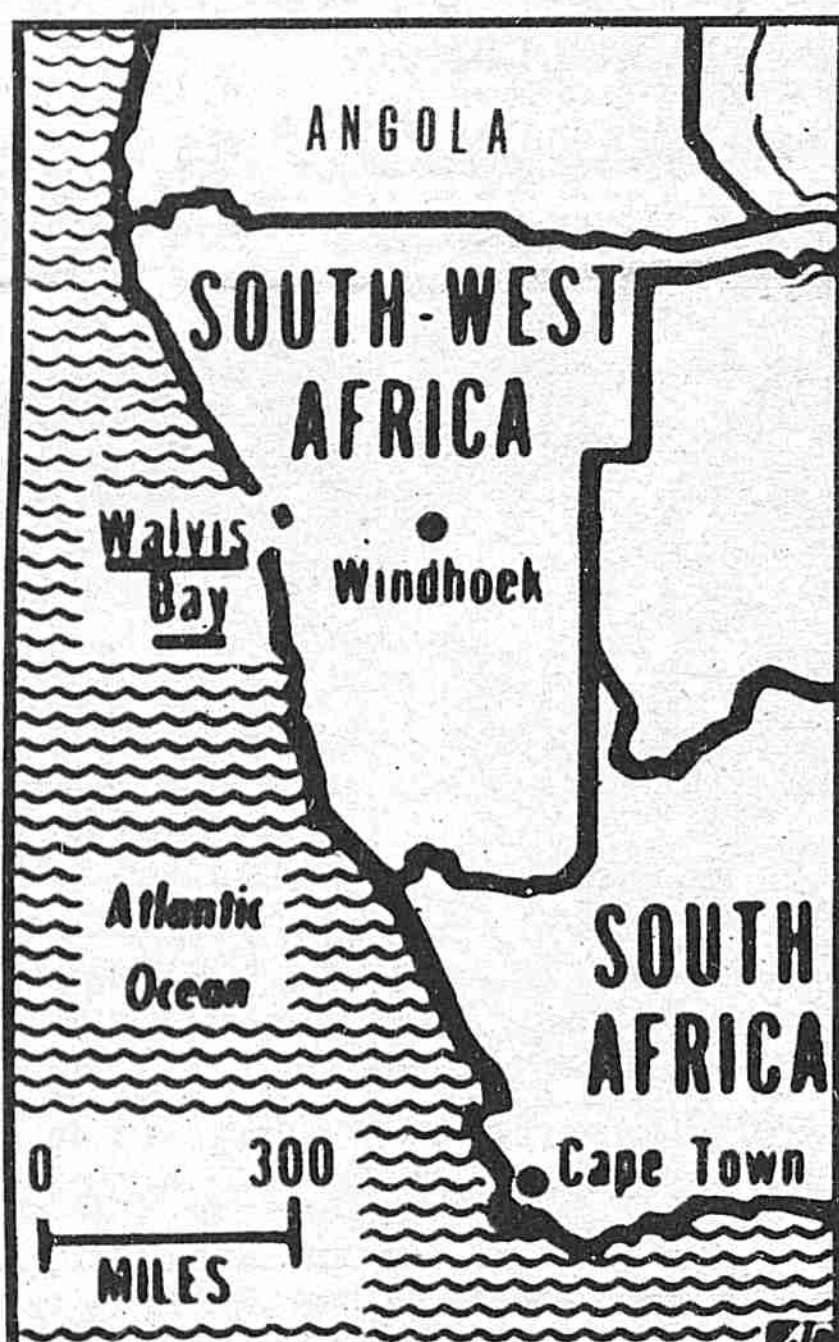 ANGOLA
SOUTH-WEST
AFRICA
Walvis
Bay
Windhoek
Atlantic
Ocean
SOUTH
AFRICA
0 300
MILES
Cape Town